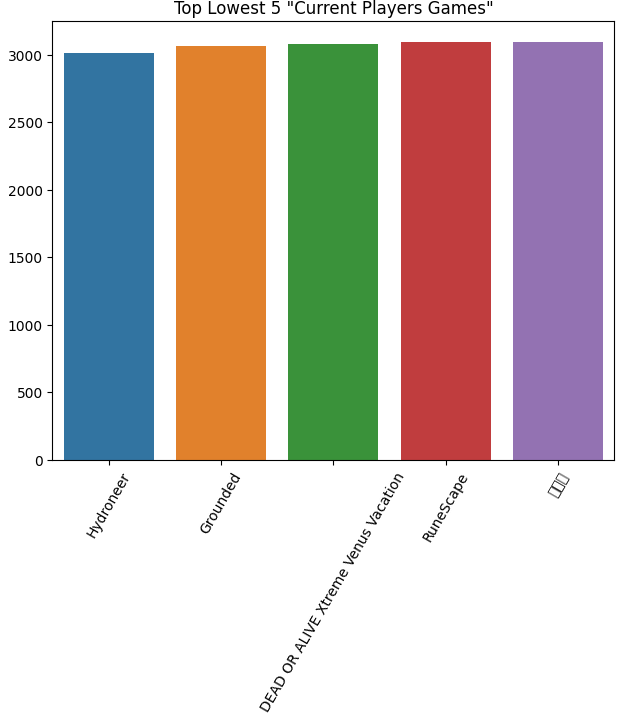 Top Lowest 5 "Current Players Games"
3000
2500
2000
1500
1000
500
0
Hydroneer
Grounded
DEAD OR ALIVE Xtreme Venus Vacation
RuneScape